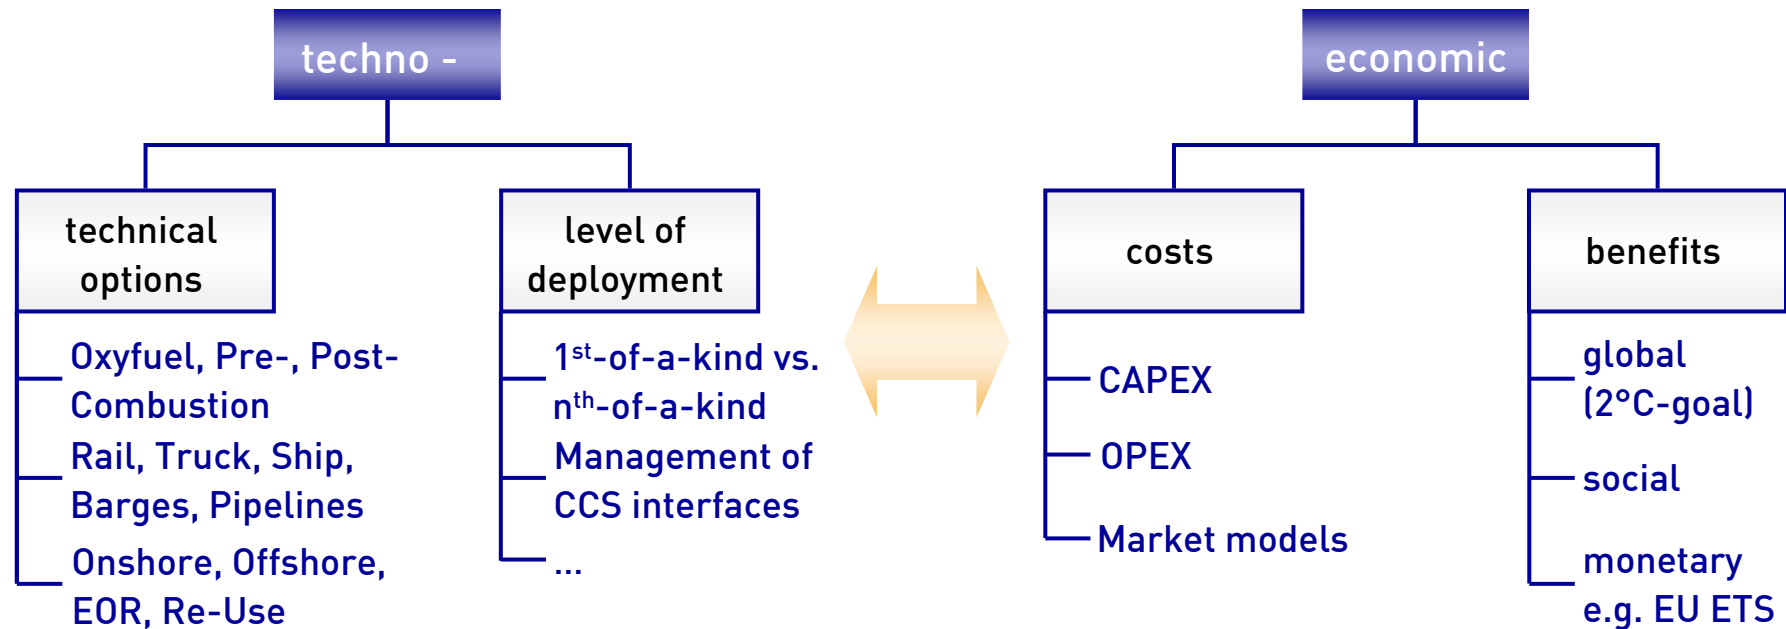 techno -
technical
options
Oxyfuel, Pre-, Post-
Combustion
Rail, Truck, Ship,
Barges, Pipelines
Onshore, Offshore,
EOR, Re-Use
level of
deployment
1st-of-a-kind vs.
nth-of-a-kind
Management of
CCS interfaces
...
economic
costs
CAPEX
OPEX
Market models
benefits
global
(2°C-goal)
social
monetary
e.g. EU ETS